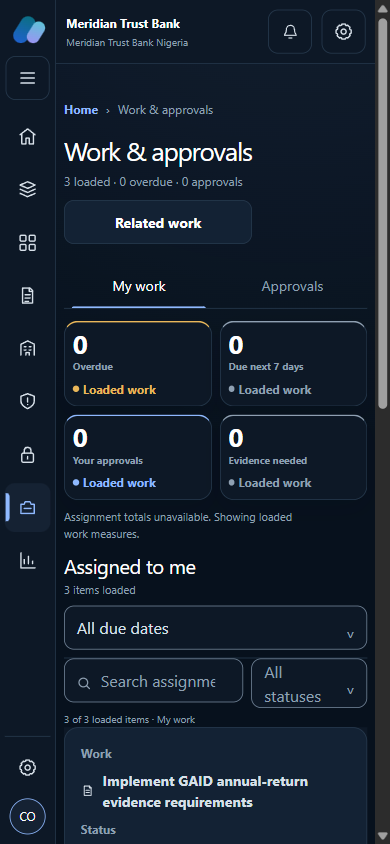 Meridian Trust Bank
Meridian Trust Bank Nigeria
Home › Work & approvals
Work & approvals
3 loaded · 0 overdue · 0 approvals
Related work
My work
Approvals
0
Overdue
Loaded work
0
Due next 7 days
Loaded work
0
Your approvals
Loaded work
0
Evidence needed
Loaded work
Assignment totals unavailable. Showing loaded
work measures.
Assigned to me
3 items loaded
All due dates
Search assignme
All
statuses
3 of 3 loaded items · My work
Work
Implement GAID annual-return
evidence requirements
Status
CO